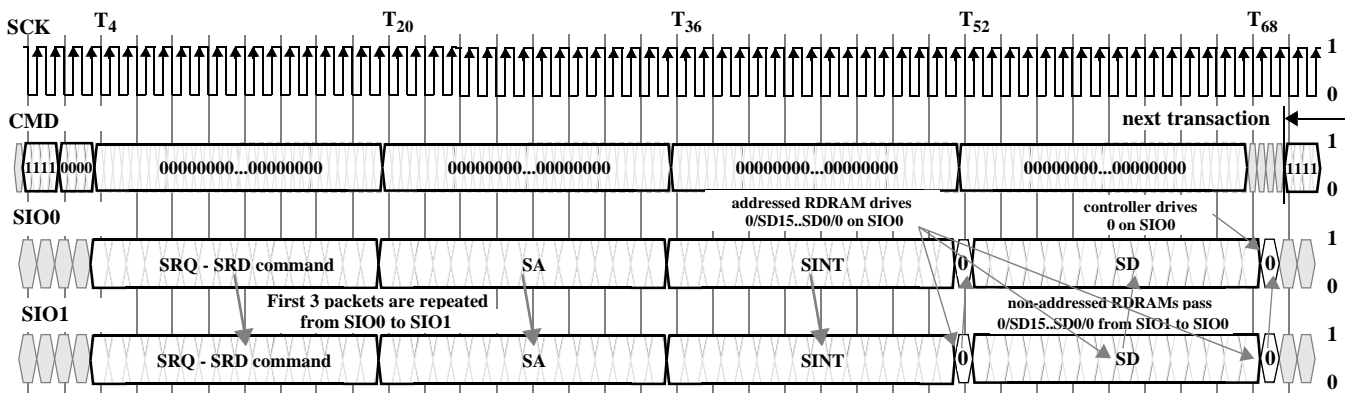 T4 T20 T36 T52 T68
SCK
1
0
CMD
next transaction
1
1111 0000 00000000...00000000 00000000...00000000 00000000...00000000 00000000...00000000 1111
0
addressed RDRAM drives
0/SD15..SD0/0 on SIO0
controller drives
0 on SIO0
SIO0
1
SRQ - SRD command SA SINT 0 SD 0
0
First 3 packets are repeated
from SIO0 to SIO1
non-addressed RDRAMs pass
0/SD15..SD0/0 from SIO1 to SIO0
SIO1
1
SRQ - SRD command SA SINT 0 SD 0
0